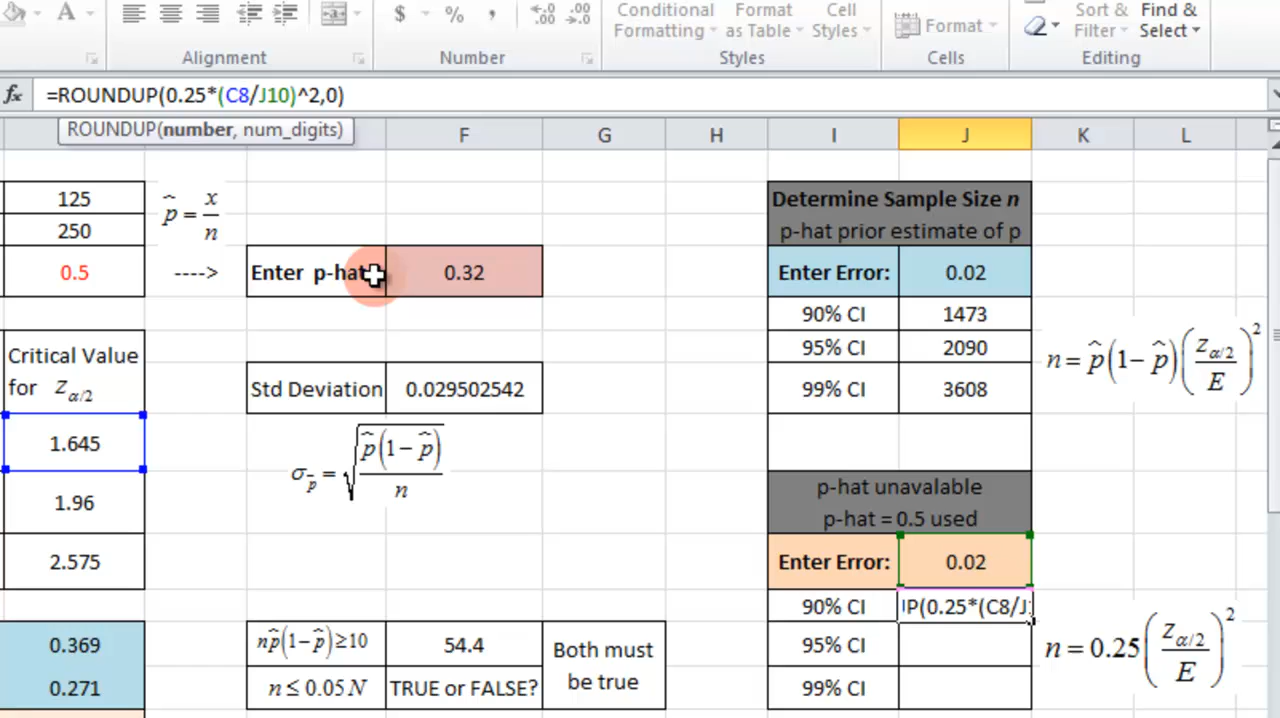 Conditional Format Cell Sort & Find &
Formatting as Table Styles Format Filter Select
Alignment Number Styles Cells Editing
fx =ROUNDUP(0.25*(C8/J10)^2,0)
ROUNDUP(number, num_digits)
F G H I J K L
125
250
0.5
p̂ = x/n
---->
Enter p-hat 0.32
Determine Sample Size n
p-hat prior estimate of p
Enter Error: 0.02
90% CI 1473
95% CI 2090
99% CI 3608
n = p̂(1−p̂)(Zα/2/E)²
Critical Value
for Zα/2
1.645
1.96
2.575
Std Deviation 0.029502542
σp̂ = √(p̂(1−p̂)/n)
p-hat unavalable
p-hat = 0.5 used
Enter Error: 0.02
90% CI UP(0.25*(C8/J
95% CI
99% CI
n = 0.25(Zα/2/E)²
0.369
0.271
np̂(1−p̂)≥10 54.4
n ≤ 0.05N TRUE or FALSE?
Both must
be true